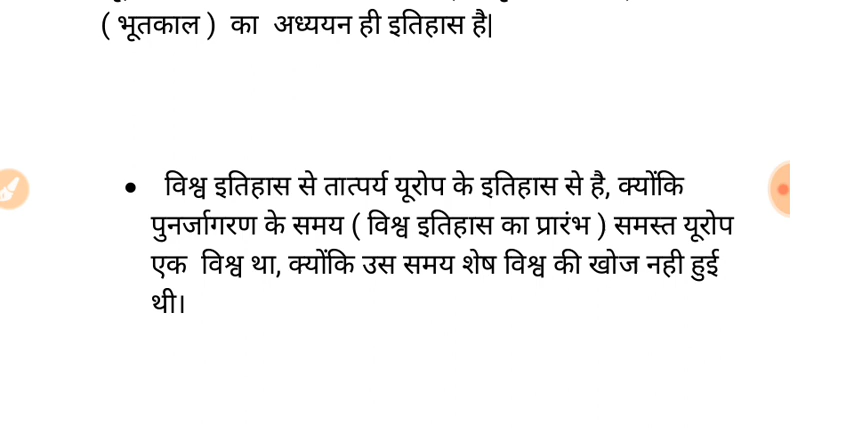 ( भूतकाल ) का अध्ययन ही इतिहास है|
• विश्व इतिहास से तात्पर्य यूरोप के इतिहास से है, क्योंकि
पुनर्जागरण के समय ( विश्व इतिहास का प्रारंभ ) समस्त यूरोप
एक विश्व था, क्योंकि उस समय शेष विश्व की खोज नही हुई
थी।